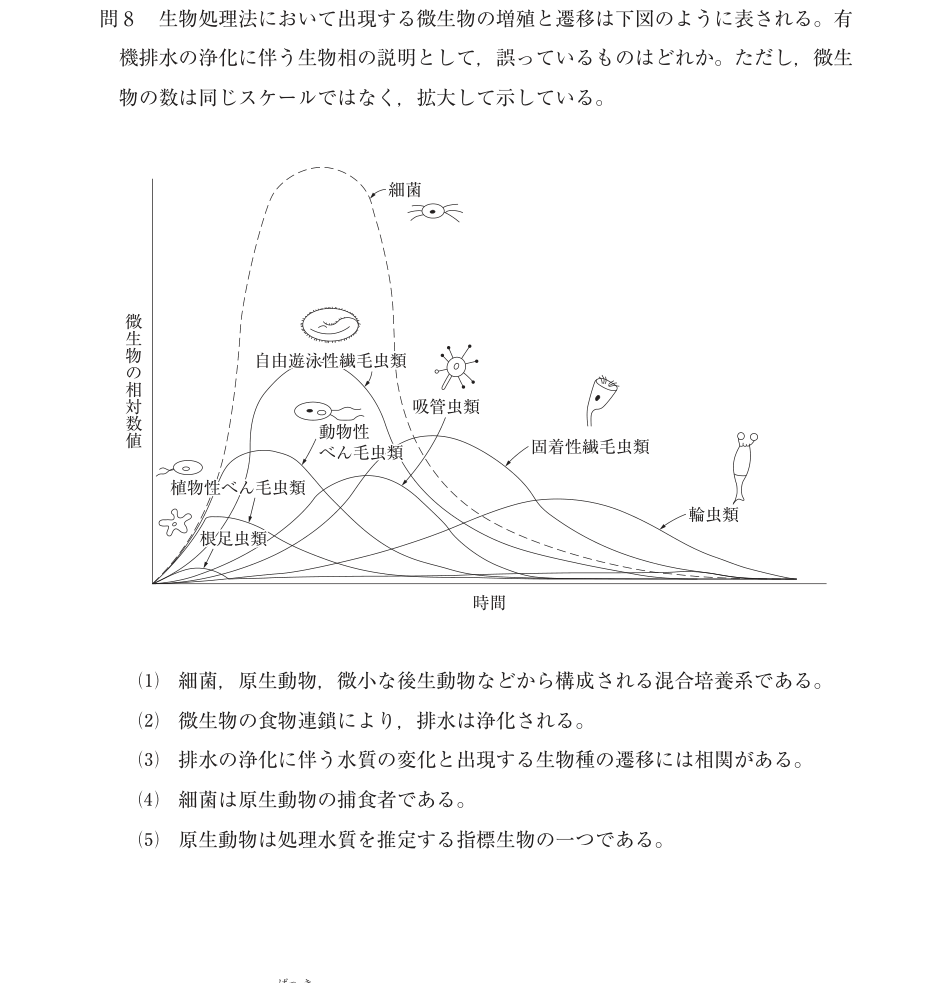 問8 生物処理法において出現する微生物の増殖と遷移は下図のように表される。有
機排水の浄化に伴う生物相の説明として，誤っているものはどれか。ただし，微生
物の数は同じスケールではなく，拡大して示している。
細菌
微生物の相対数値
自由遊泳性繊毛虫類
吸管虫類
動物性
べん毛虫類
固着性繊毛虫類
植物性べん毛虫類
輪虫類
根足虫類
時間
(1) 細菌，原生動物，微小な後生動物などから構成される混合培養系である。
(2) 微生物の食物連鎖により，排水は浄化される。
(3) 排水の浄化に伴う水質の変化と出現する生物種の遷移には相関がある。
(4) 細菌は原生動物の捕食者である。
(5) 原生動物は処理水質を推定する指標生物の一つである。